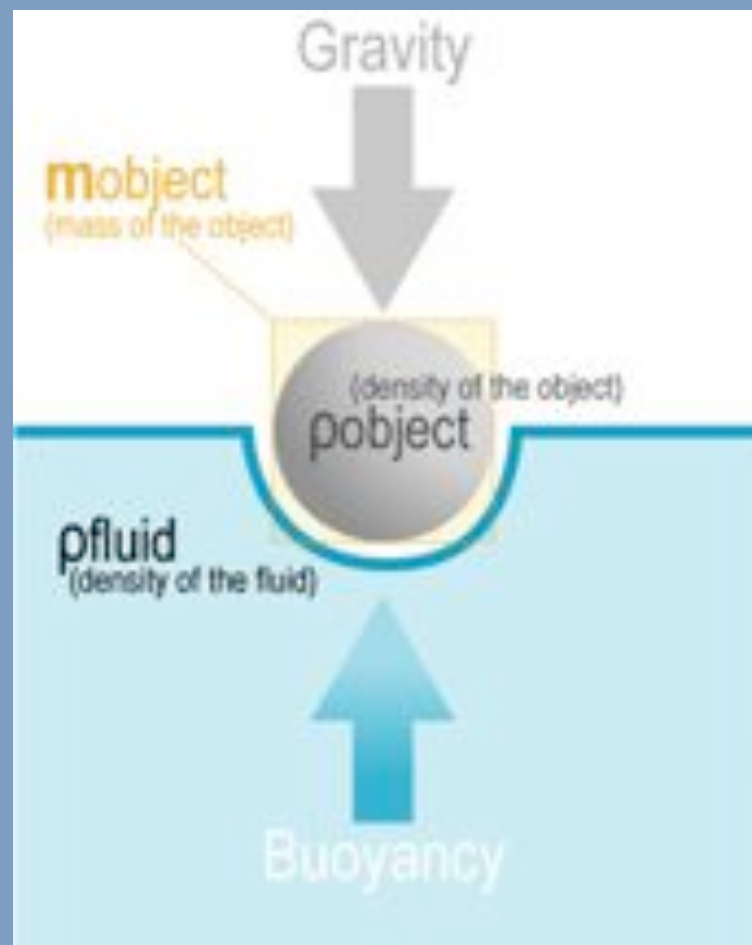 Gravity
mobject
(mass of the object)
(density of the object)
ρobject
ρfluid
(density of the fluid)
Buoyancy